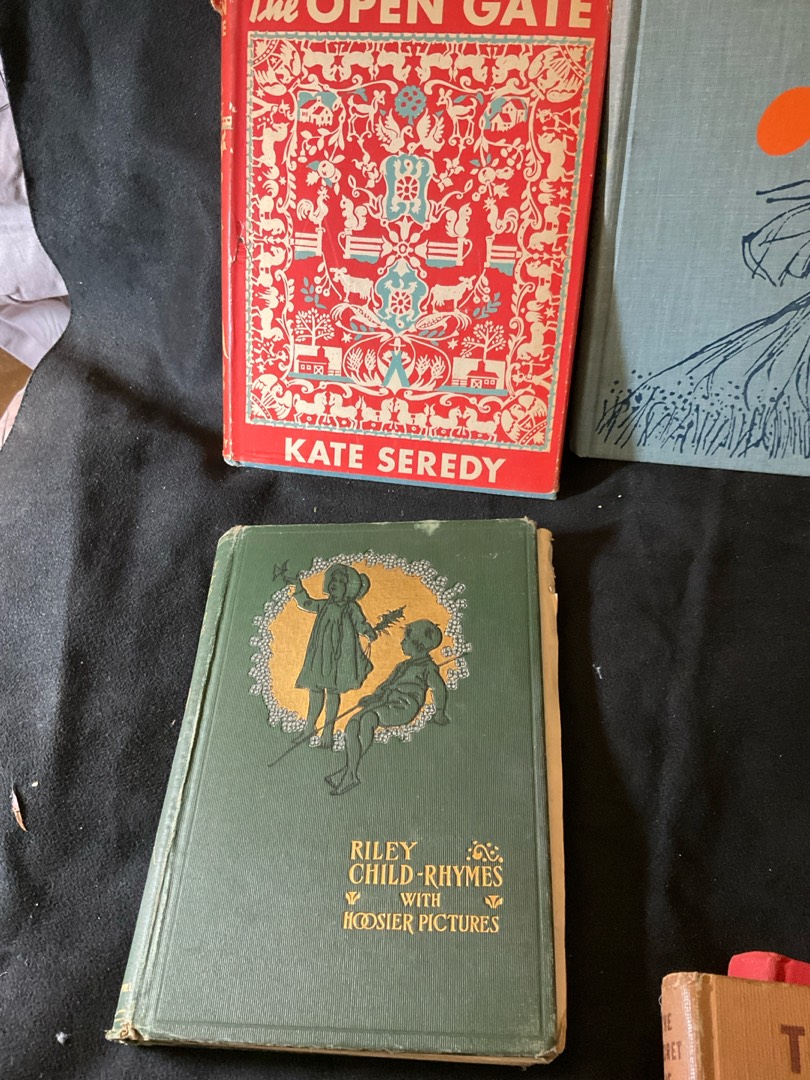 The OPEN GATE
KATE SEREDY
RILEY
CHILD-RHYMES
WITH
HOOSIER PICTURES
T